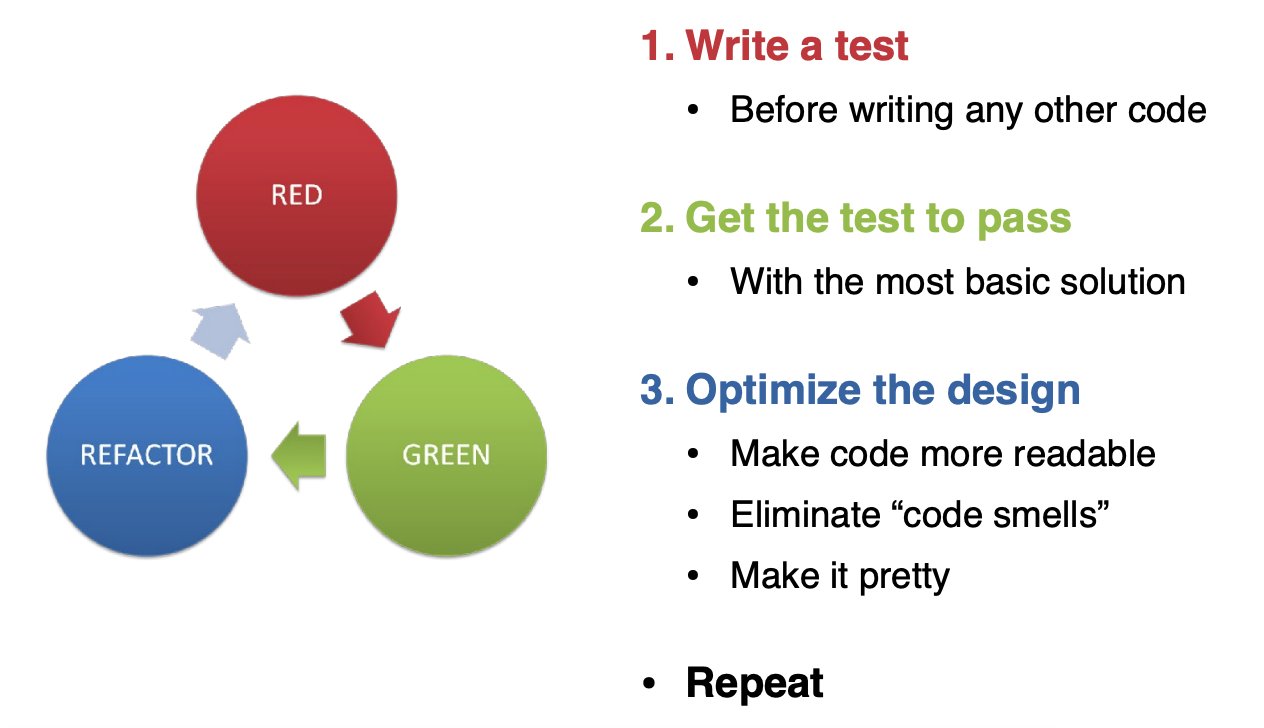 RED
GREEN
REFACTOR
1. Write a test
• Before writing any other code
2. Get the test to pass
• With the most basic solution
3. Optimize the design
• Make code more readable
• Eliminate “code smells”
• Make it pretty
• Repeat